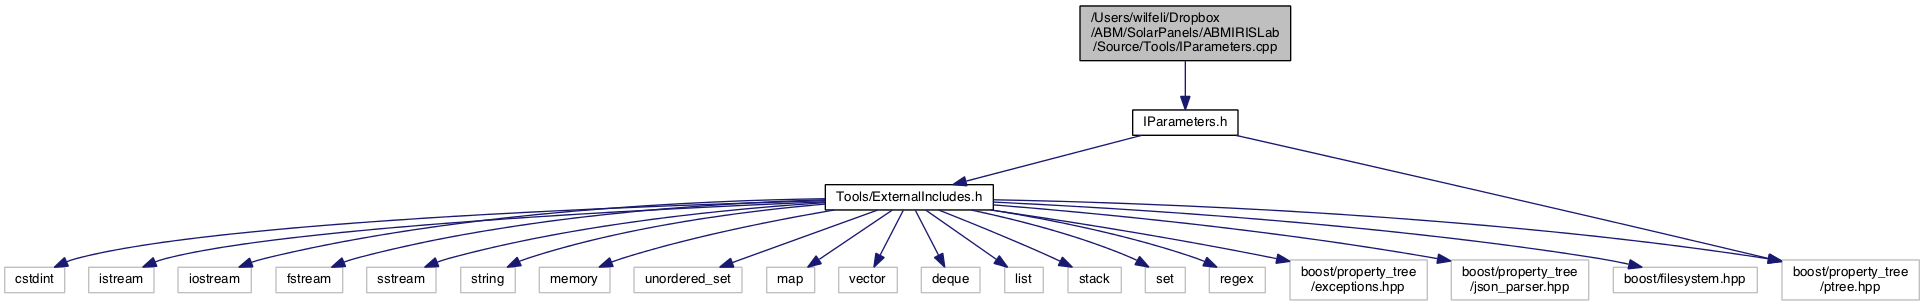 /Users/wilfeli/Dropbox
/ABM/SolarPanels/ABMIRISLab
/Source/Tools/IParameters.cpp
IParameters.h
Tools/ExternalIncludes.h
cstdint
istream
iostream
fstream
sstream
string
memory
unordered_set
map
vector
deque
list
stack
set
regex
boost/property_tree
/exceptions.hpp
boost/property_tree
/json_parser.hpp
boost/filesystem.hpp
boost/property_tree
/ptree.hpp